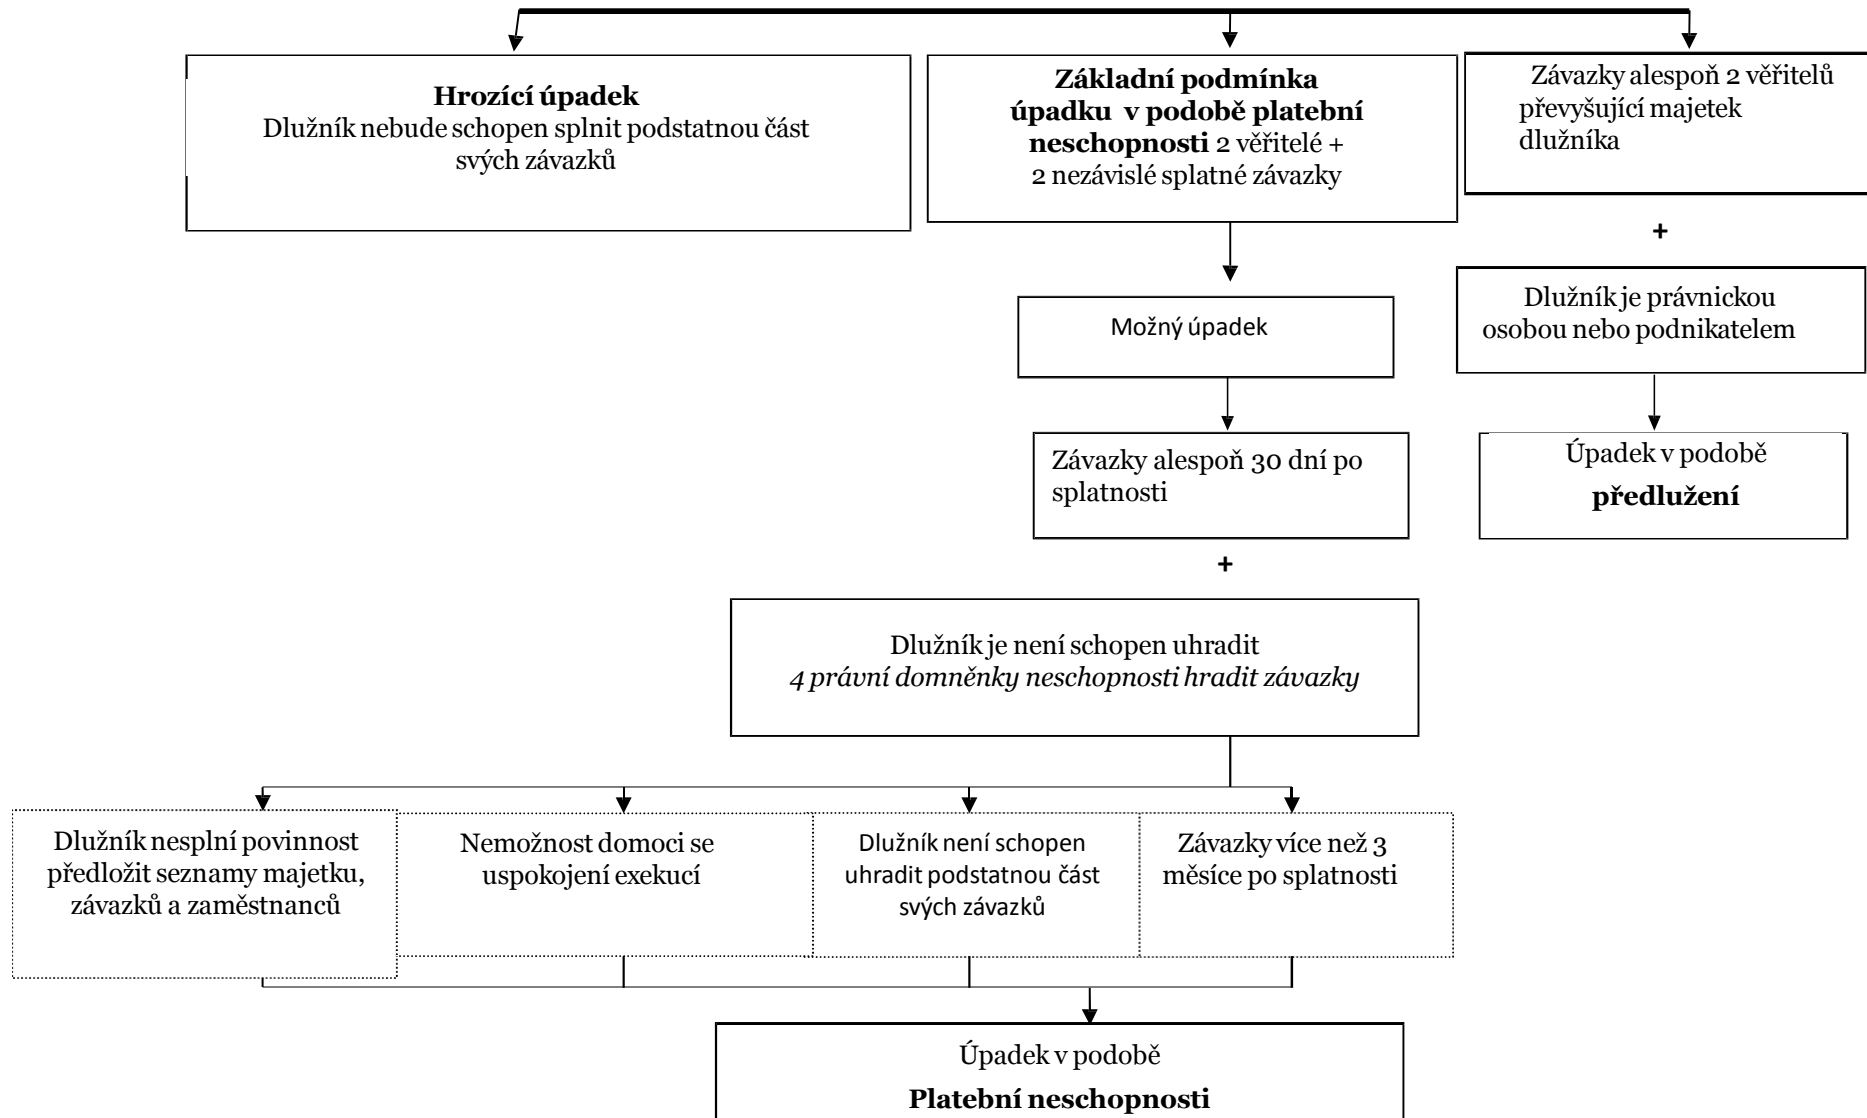 Hrozící úpadek
Dlužník nebude schopen splnit podstatnou část
svých závazků
Základní podmínka
úpadku v podobě platební
neschopnosti 2 věřitelé +
2 nezávislé splatné závazky
Závazky alespoň 2 věřitelů
převyšující majetek
dlužníka
+
Možný úpadek
Dlužník je právnickou
osobou nebo podnikatelem
Závazky alespoň 30 dní po
splatnosti
Úpadek v podobě
předlužení
+
Dlužník je není schopen uhradit
4 právní domněnky neschopnosti hradit závazky
Dlužník nesplní povinnost
předložit seznamy majetku,
závazků a zaměstnanců
Nemožnost domoci se
uspokojení exekucí
Dlužník není schopen
uhradit podstatnou část
svých závazků
Závazky více než 3
měsíce po splatnosti
Úpadek v podobě
Platební neschopnosti